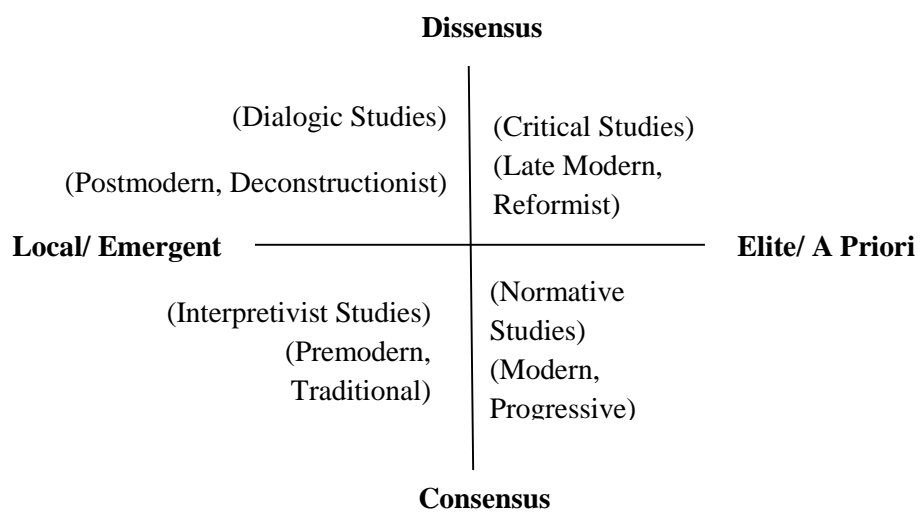 Dissensus
(Dialogic Studies)
(Postmodern, Deconstructionist)
(Critical Studies)
(Late Modern,
Reformist)
Local/ Emergent
Elite/ A Priori
(Interpretivist Studies)
(Premodern,
Traditional)
(Normative
Studies)
(Modern,
Progressive)
Consensus